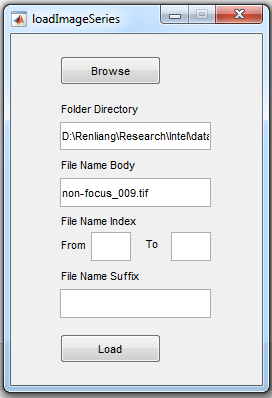 loadImageSeries
Browse
Folder Directory
D:\Renliang\Research\Intel\data
File Name Body
non-focus_009.tif
File Name Index
From To
File Name Suffix
Load